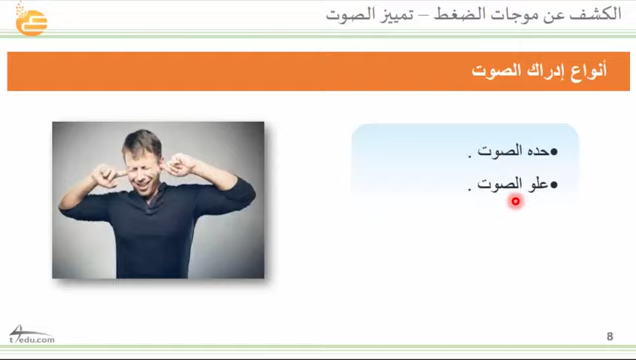 الكشف عن موجات الضغط – تمييز الصوت
أنواع إدراك الصوت
●حده الصوت .
●علو الصوت .
t4edu.com
8